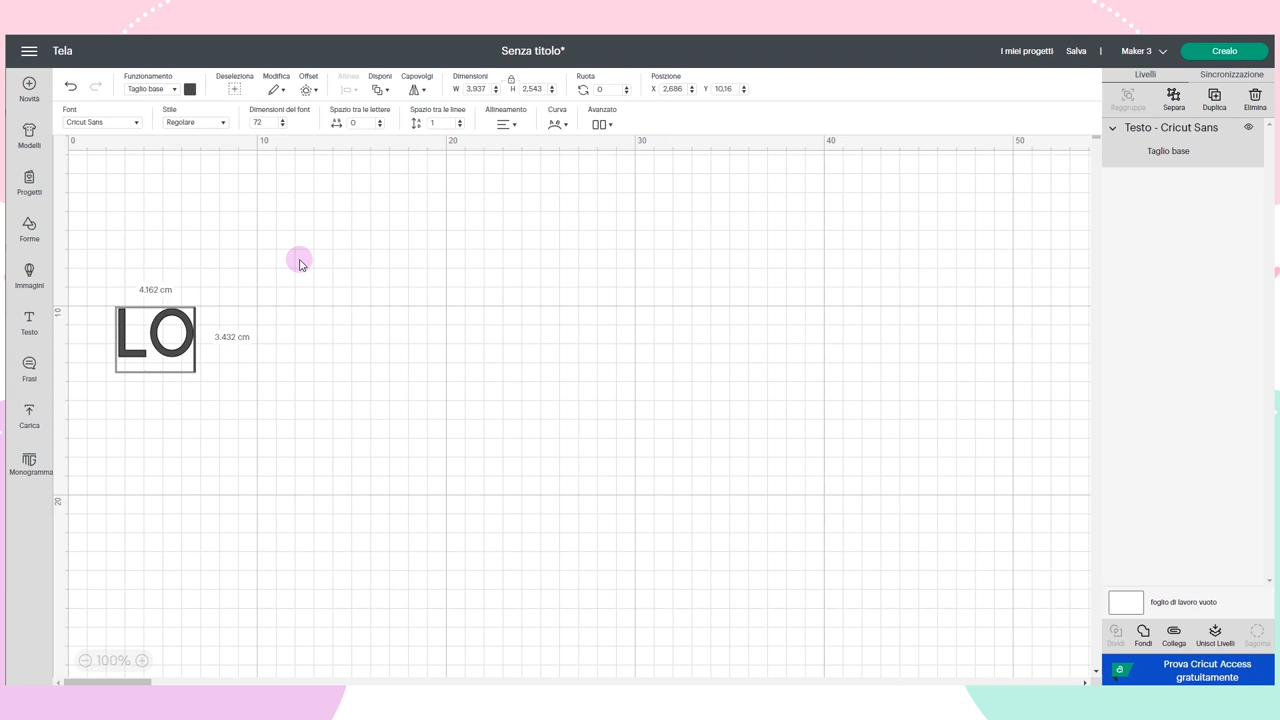 Tela
Senza titolo*
I miei progetti
Salva
|
Maker 3
Crealo
Novità
Modelli
Progetti
Forme
Immagini
Testo
Frasi
Carica
Monogramma
Funzionamento
Taglio base
Deseleziona
Modifica
Offset
Allinea
Disponi
Capovolgi
Dimensioni
W 3,937
H 2,543
Ruota
0
Posizione
X 2,686
Y 10,16
Font
Cricut Sans
Stile
Regolare
Dimensioni del font
72
Spazio tra le lettere
0
Spazio tra le linee
1
Allineamento
Curva
Avanzato
0
10
20
30
40
50
10
20
4.162 cm
LO
3.432 cm
100%
Livelli
Sincronizzazione
Raggruppa
Separa
Duplica
Elimina
Testo - Cricut Sans
Taglio base
foglio di lavoro vuoto
Dividi
Fondi
Collega
Unisci Livelli
Sagoma
Prova Cricut Access
gratuitamente